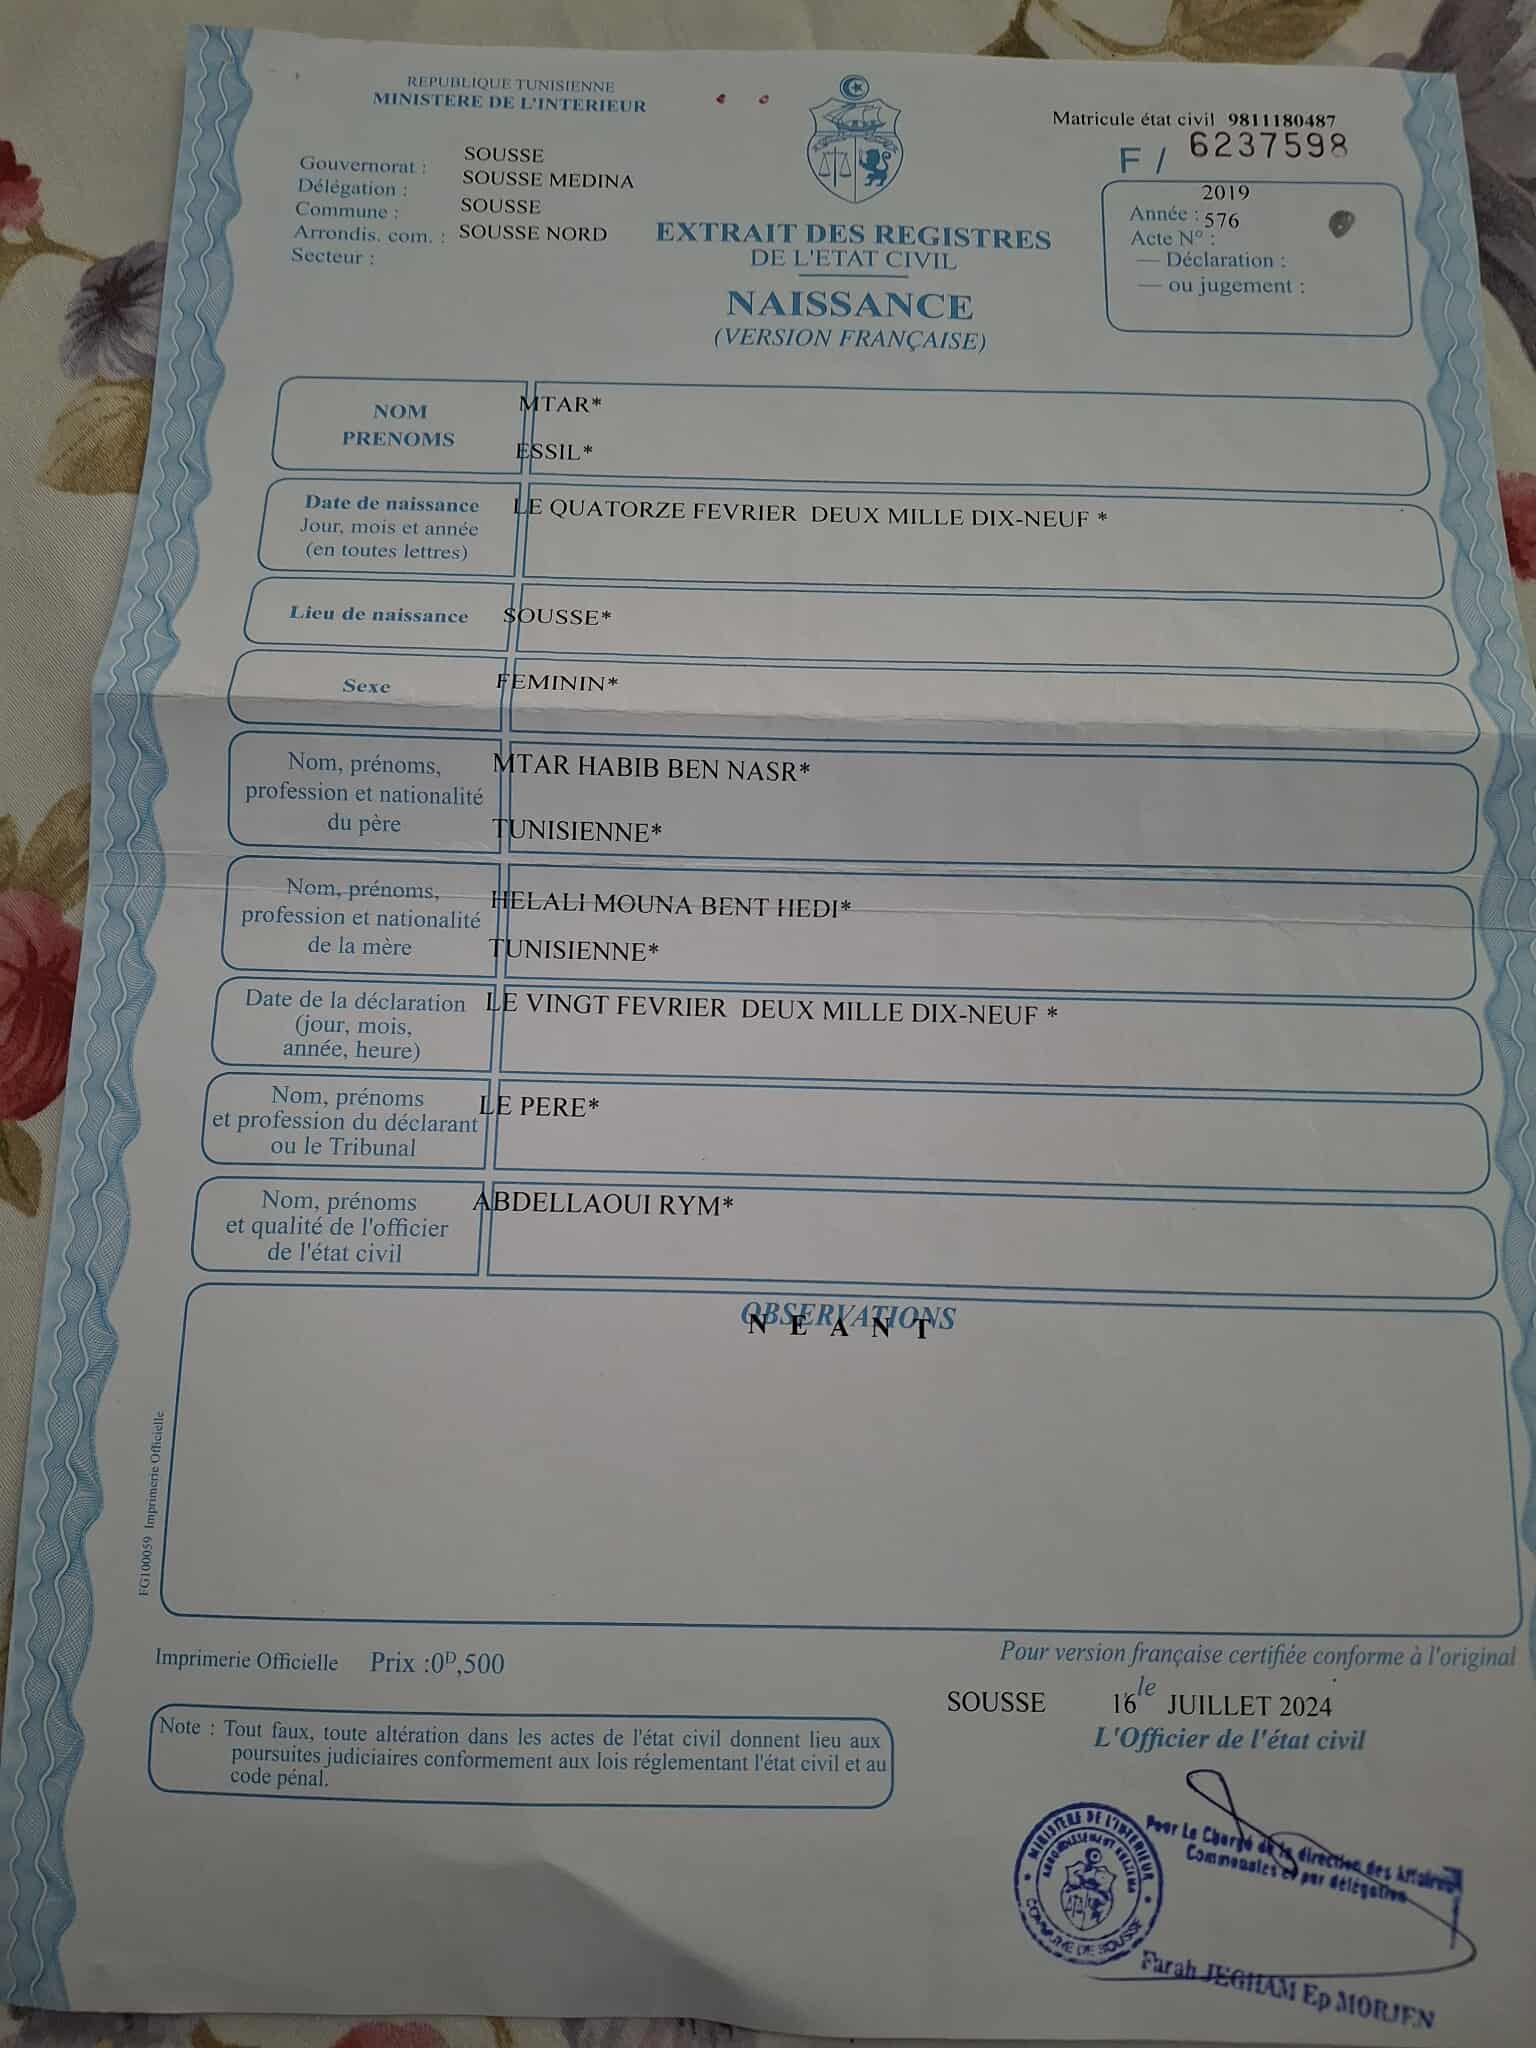 REPUBLIQUE TUNISIENNE
MINISTERE DE L'INTERIEUR
Gouvernorat : SOUSSE
Délégation : SOUSSE MEDINA
Commune : SOUSSE
Arrondis. com. : SOUSSE NORD
Secteur :
Matricule état civil 9811180487
F / 6237598
2019
Année : 576
Acte N° :
— Déclaration :
— ou jugement :
EXTRAIT DES REGISTRES
DE L'ETAT CIVIL
NAISSANCE
(VERSION FRANÇAISE)
NOM
PRENOMS
MTAR*
ESSIL*
Date de naissance
Jour, mois et année
(en toutes lettres)
LE QUATORZE FEVRIER DEUX MILLE DIX-NEUF *
Lieu de naissance
SOUSSE*
Sexe
FEMININ*
Nom, prénoms,
profession et nationalité
du père
MTAR HABIB BEN NASR*
TUNISIENNE*
Nom, prénoms,
profession et nationalité
de la mère
HELALI MOUNA BENT HEDI*
TUNISIENNE*
Date de la déclaration
(jour, mois,
année, heure)
LE VINGT FEVRIER DEUX MILLE DIX-NEUF *
Nom, prénoms
et profession du déclarant
ou le Tribunal
LE PERE*
Nom, prénoms
et qualité de l'officier
de l'état civil
ABDELLAOUI RYM*
OBSERVATIONS
N E A N T
FG100059 Imprimerie Officielle
Imprimerie Officielle Prix :0D,500
Pour version française certifiée conforme à l'original
SOUSSE 16 le JUILLET 2024
L'Officier de l'état civil
Note : Tout faux, toute altération dans les actes de l'état civil donnent lieu aux
poursuites judiciaires conformement aux lois réglementant l'état civil et au
code pénal.
MINISTERE DE L'INTERIEUR
ARRONDISSEMENT
COMMUNE DE SOUSSE
Pour Le Chargé de la direction des Affaires
Communales et par délégation
Farah JEGHAM Ep MORJEN